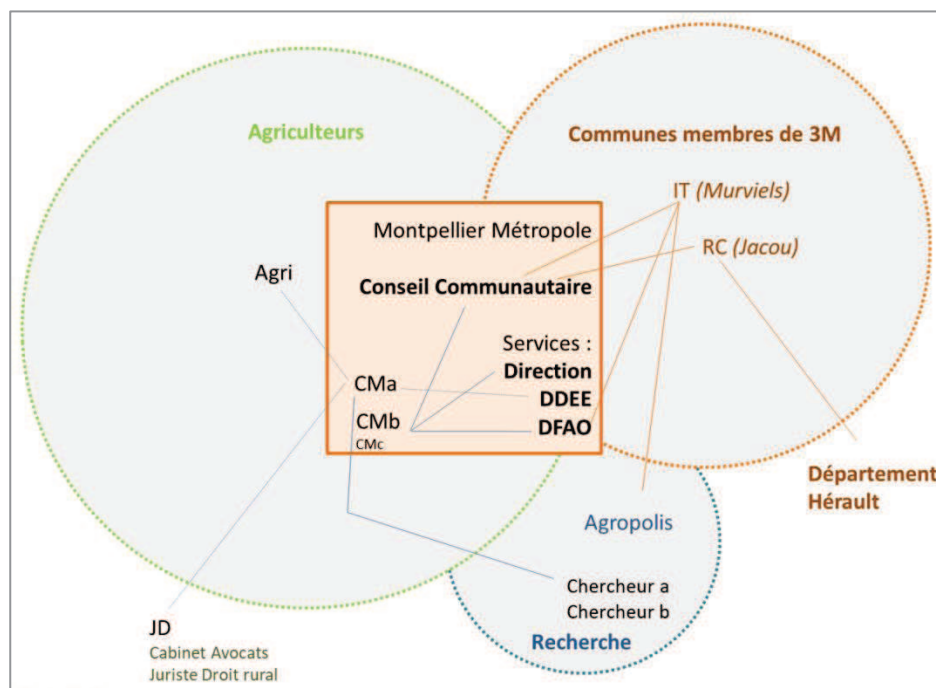 Agriculteurs
Communes membres de 3M
IT (Murviels)
RC (Jacou)
Montpellier Métropole
Conseil Communautaire
Agri
Services :
Direction
CMa
DDEE
CMb
DFAO
CMc
Département
Hérault
Agropolis
Chercheur a
Chercheur b
Recherche
JD
Cabinet Avocats
Juriste Droit rural